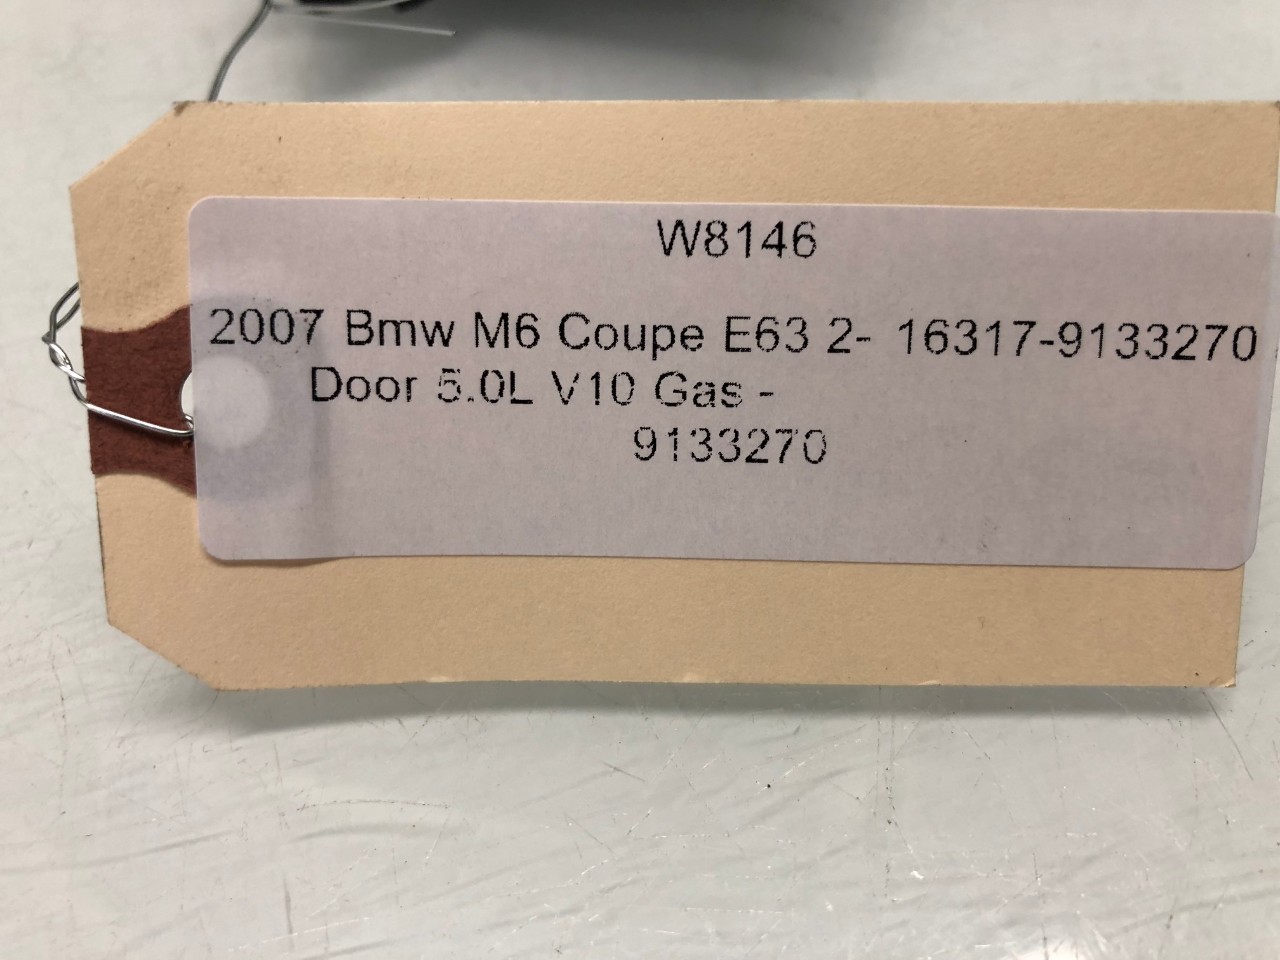 W8146
2007 Bmw M6 Coupe E63 2- 16317-9133270
Door 5.0L V10 Gas -
9133270